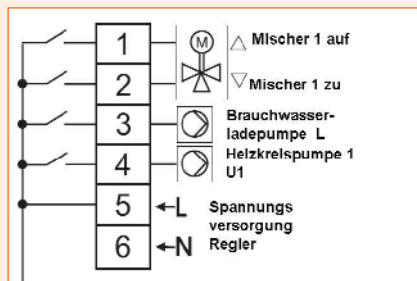 1 M △ Mischer 1 auf
2 ▽ Mischer 1 zu
3 Brauchwasser-
ladepumpe L
4 Heizkreispumpe 1
U1
5 ←L Spannungs
versorgung
6 ←N Regler